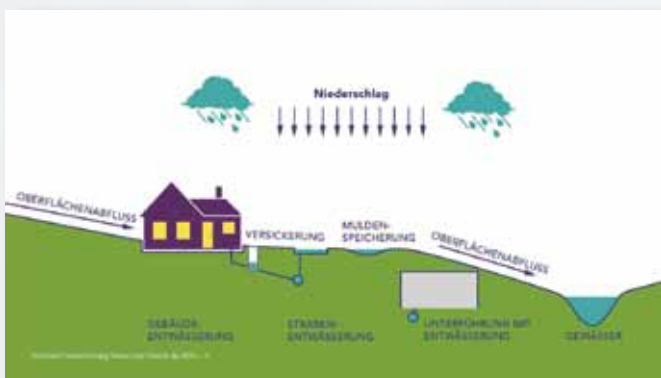 Niederschlag
OBERFLÄCHENABFLUSS
VERSICKERUNG
MULDEN-
SPEICHERUNG
OBERFLÄCHENABFLUSS
GEBÄUDE-
ENTWÄSSERUNG
STRAßEN-
ENTWÄSSERUNG
UNTERFÜHRUNG MIT
ENTWÄSSERUNG
GEWÄSSER